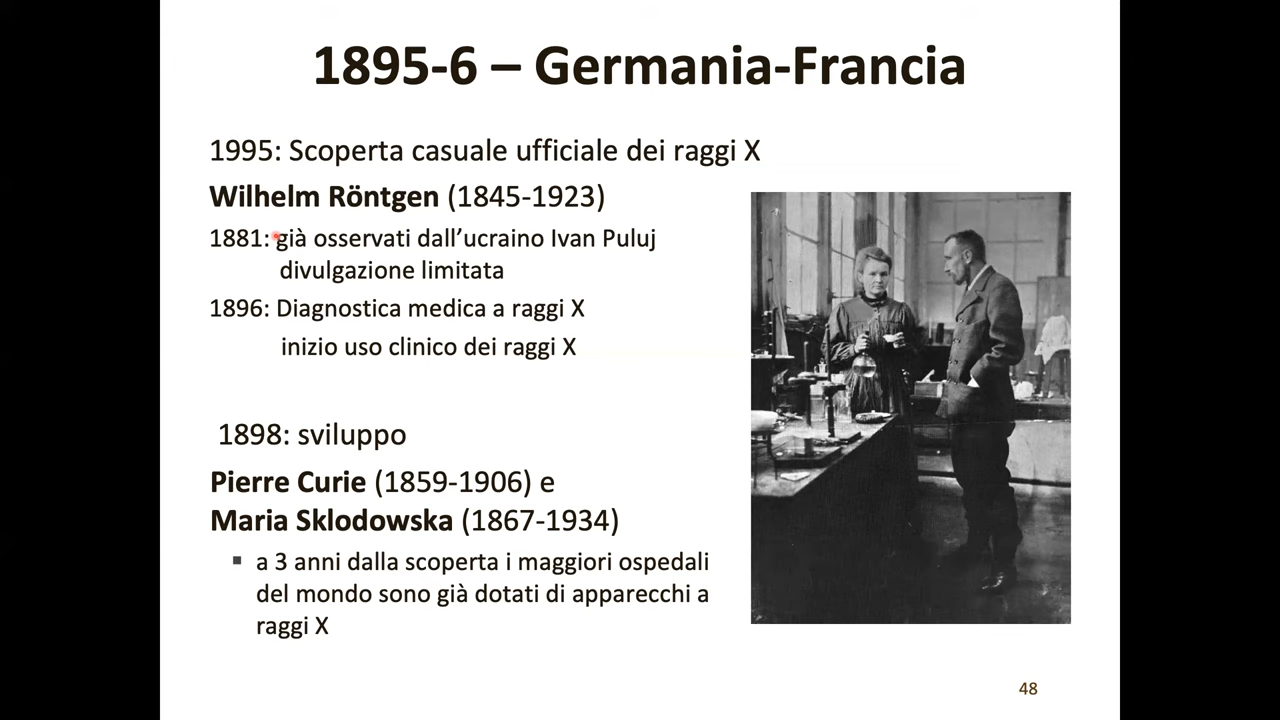 1895-6 – Germania-Francia
1995: Scoperta casuale ufficiale dei raggi X
Wilhelm Röntgen (1845-1923)
1881: già osservati dall’ucraino Ivan Puluj
divulgazione limitata
1896: Diagnostica medica a raggi X
inizio uso clinico dei raggi X
1898: sviluppo
Pierre Curie (1859-1906) e
Maria Sklodowska (1867-1934)
▪ a 3 anni dalla scoperta i maggiori ospedali
del mondo sono già dotati di apparecchi a
raggi X
48